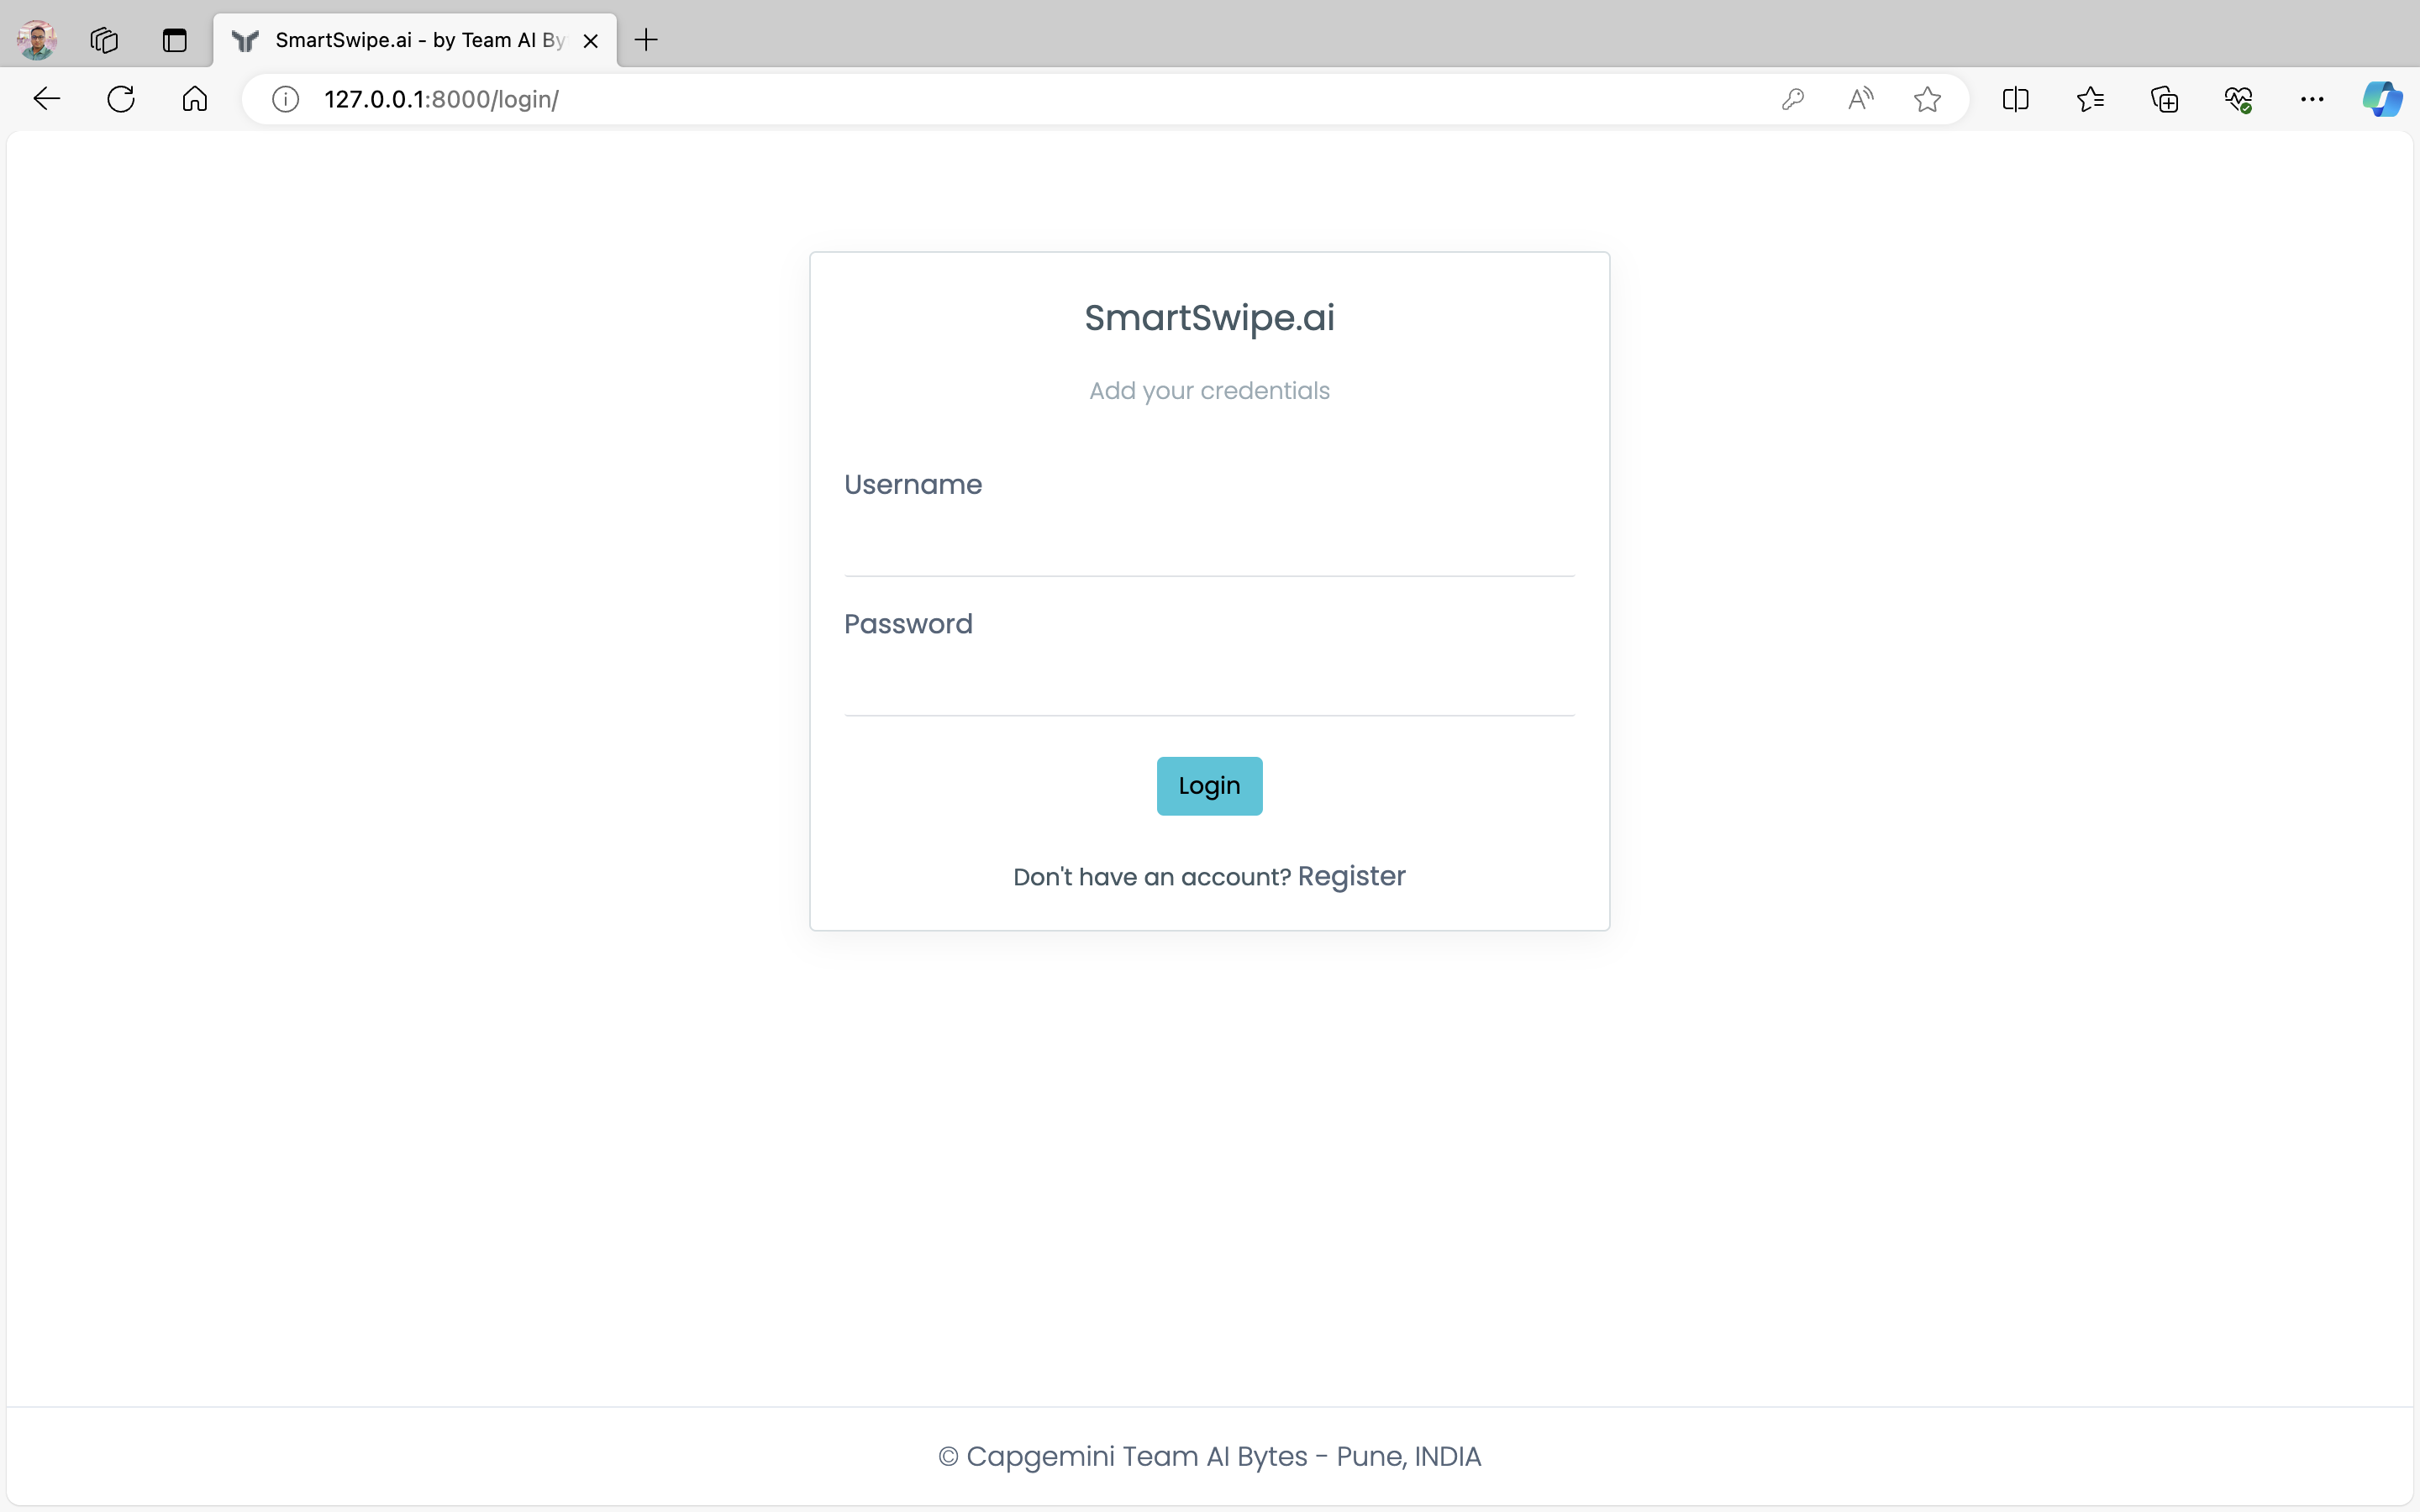 SmartSwipe.ai - by Team AI By
127.0.0.1:8000/login/
SmartSwipe.ai
Add your credentials
Username
Password
Login
Don't have an account? Register
© Capgemini Team AI Bytes - Pune, INDIA